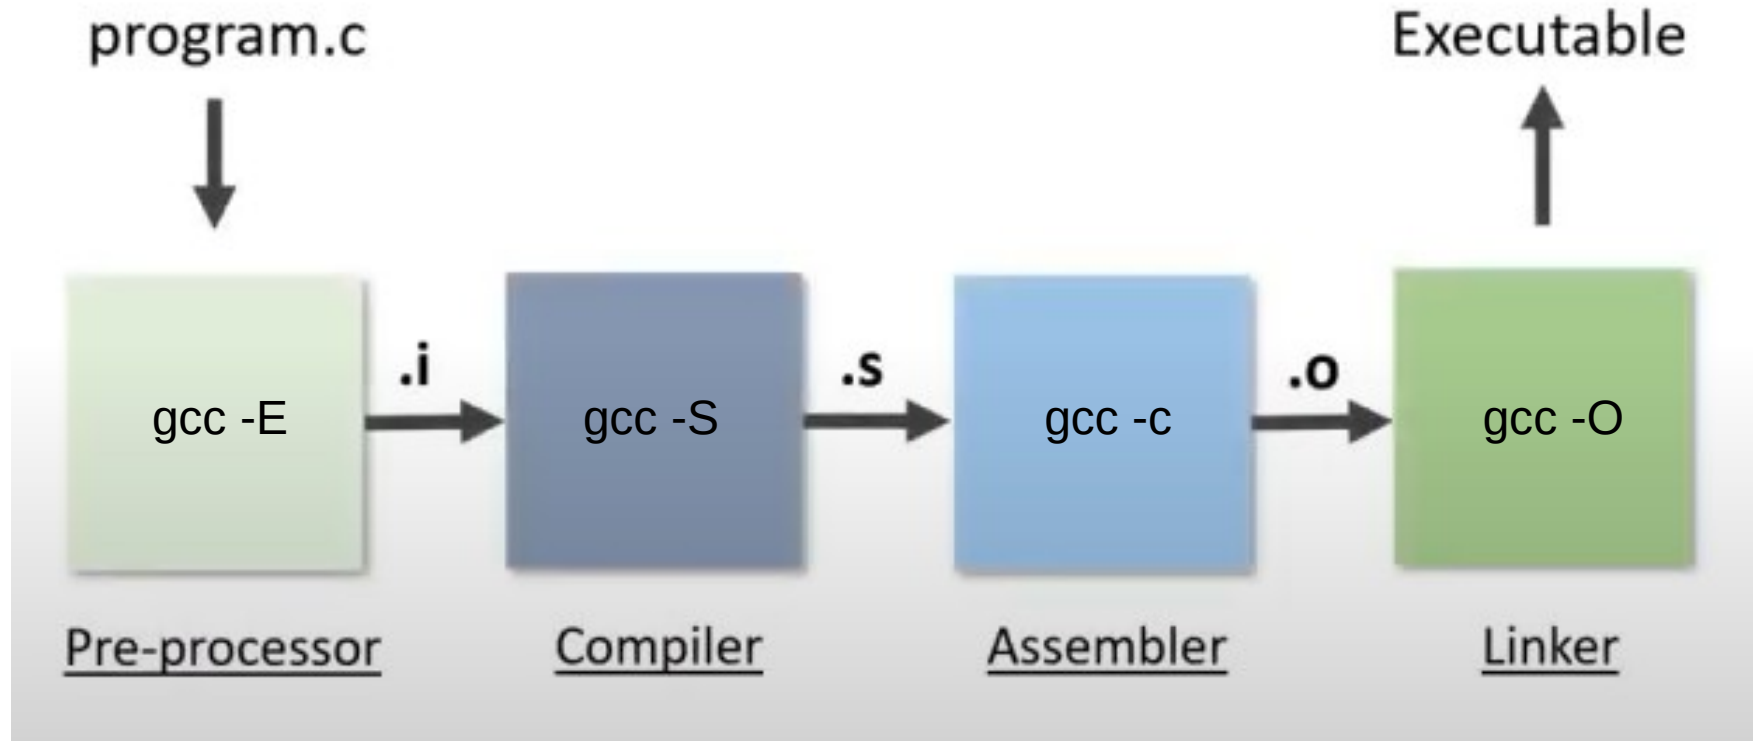 program.c
Executable
.i
.s
.o
gcc -E
gcc -S
gcc -c
gcc -O
Pre-processor
Compiler
Assembler
Linker